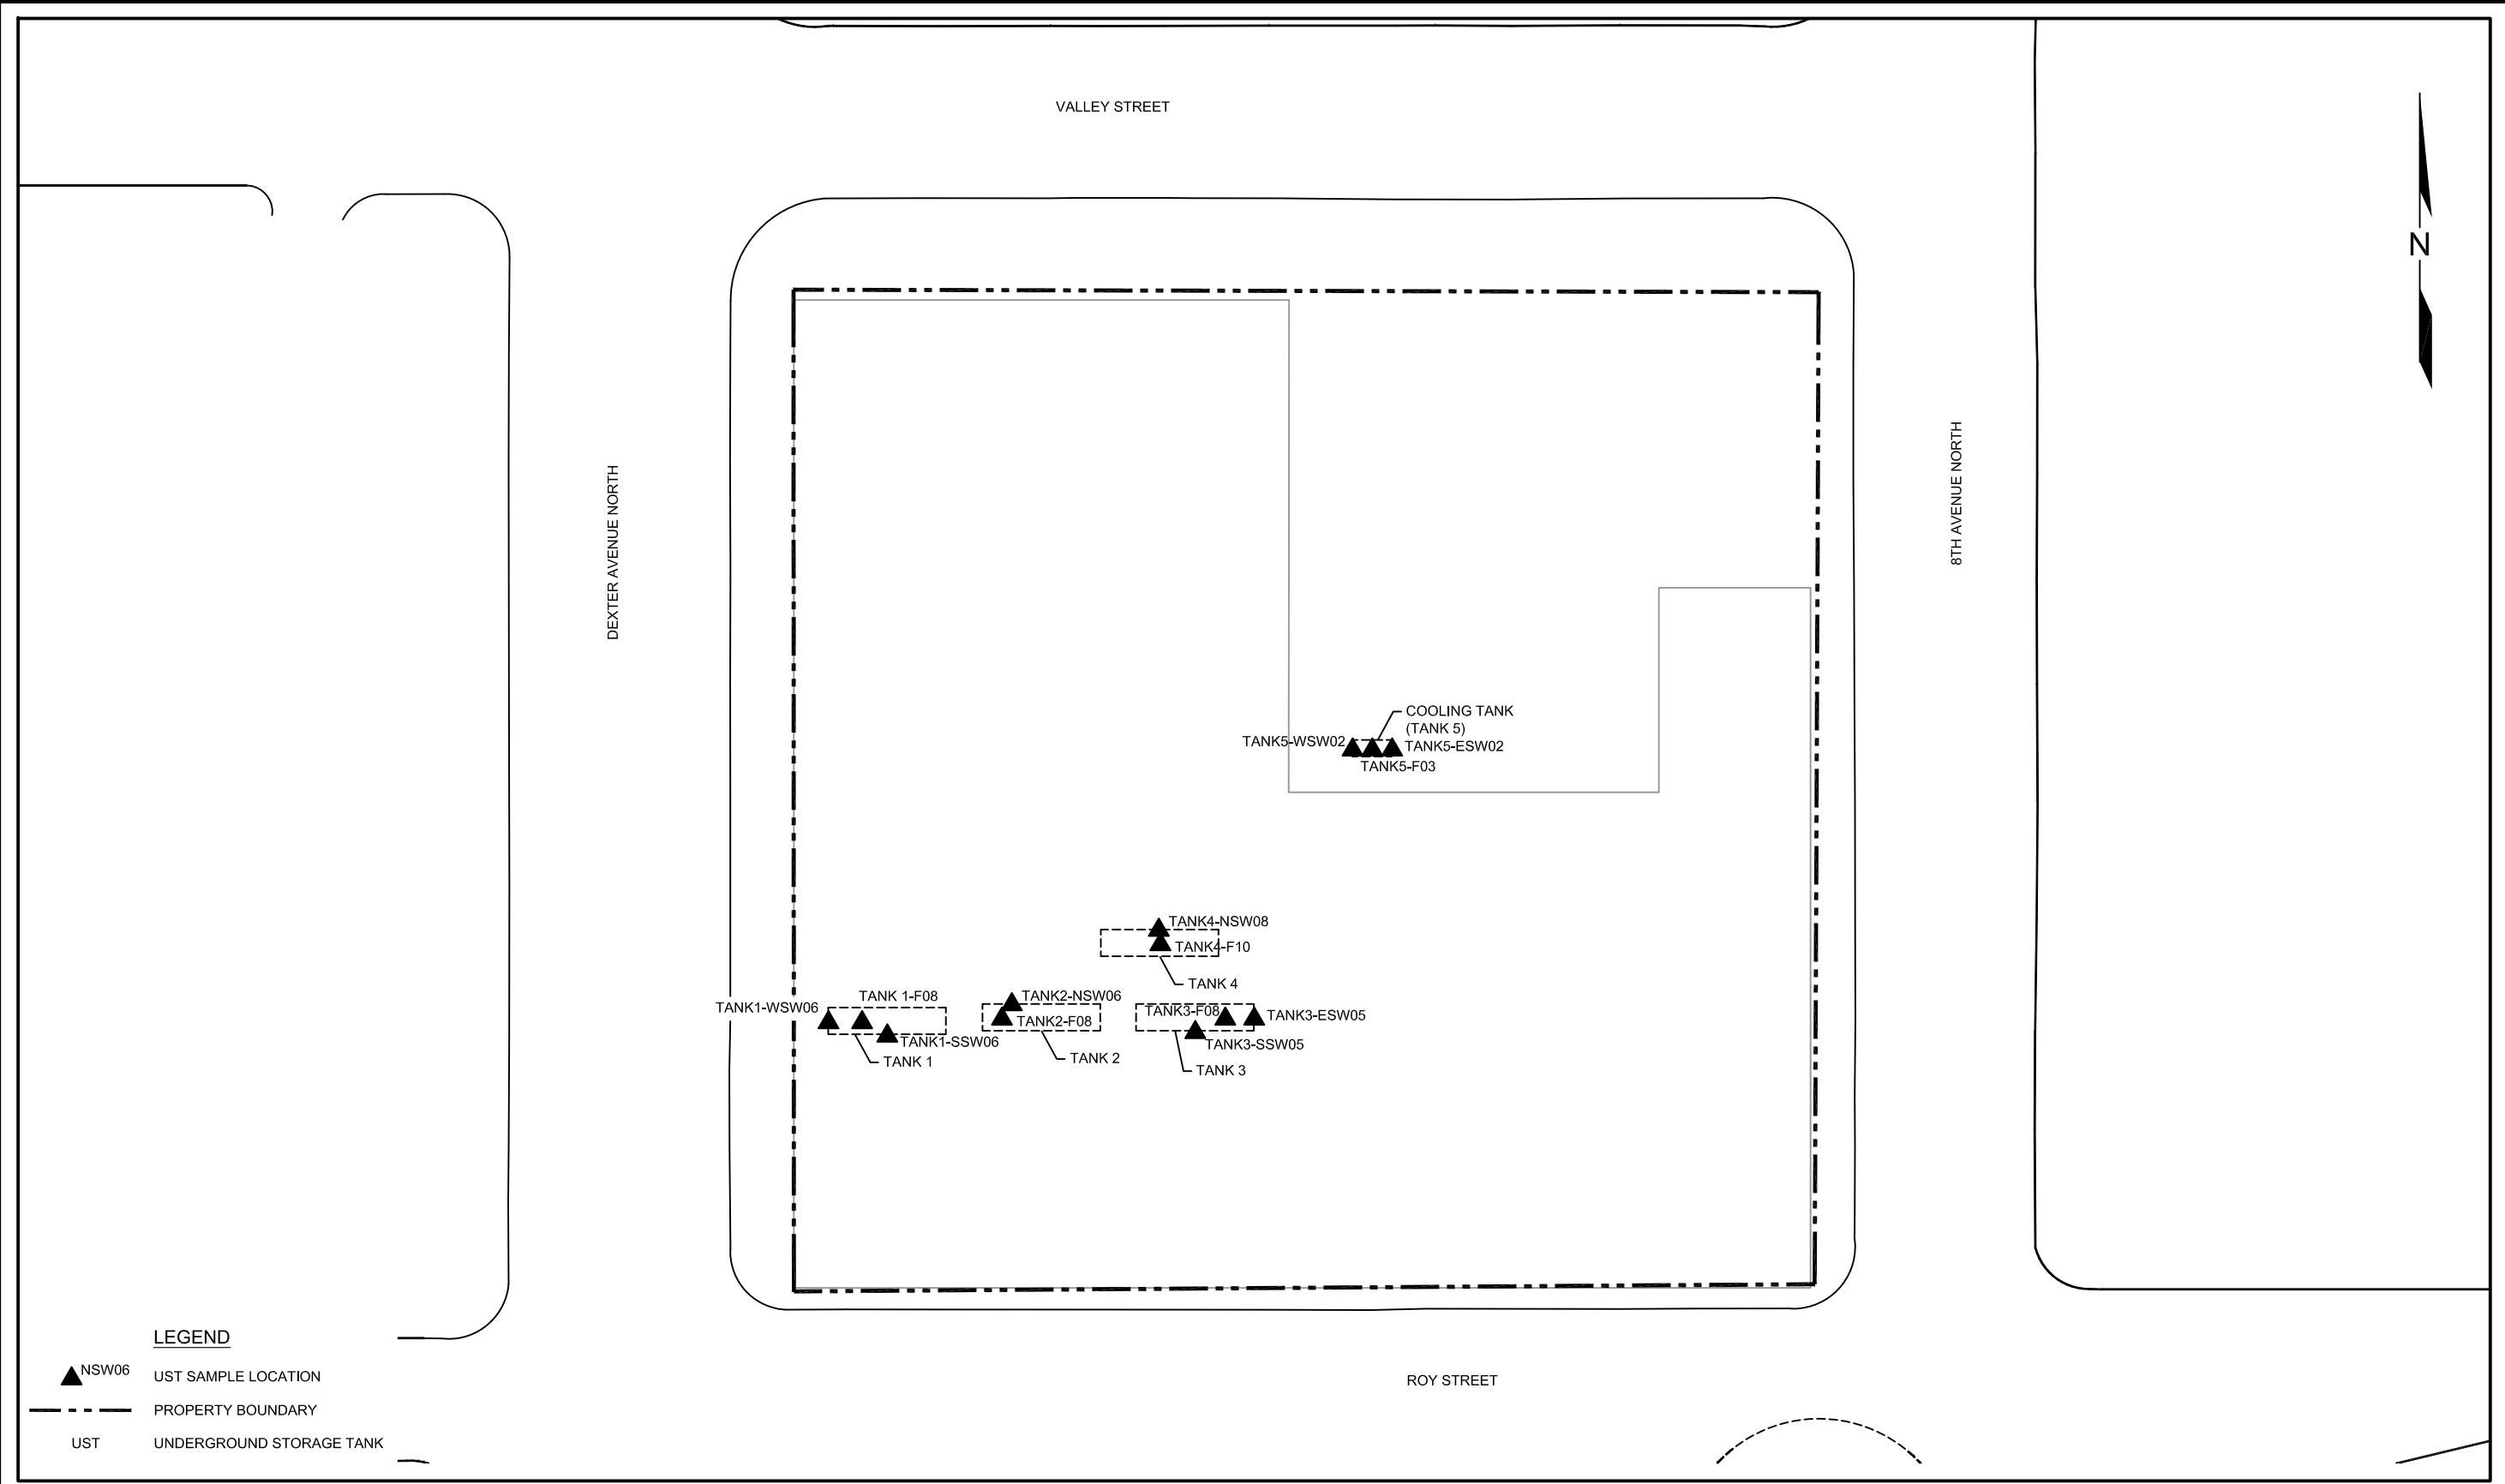 VALLEY STREET
N
DEXTER AVENUE NORTH
8TH AVENUE NORTH
COOLING TANK
(TANK 5)
TANK5-WSW02
TANK5-ESW02
TANK5-F03
TANK4-NSW08
TANK4-F10
TANK 4
TANK1-WSW06
TANK 1-F08
TANK1-SSW06
TANK 1
TANK2-NSW06
TANK2-F08
TANK 2
TANK3-F08
TANK3-ESW05
TANK3-SSW05
TANK 3
ROY STREET
LEGEND
NSW06 UST SAMPLE LOCATION
PROPERTY BOUNDARY
UST UNDERGROUND STORAGE TANK